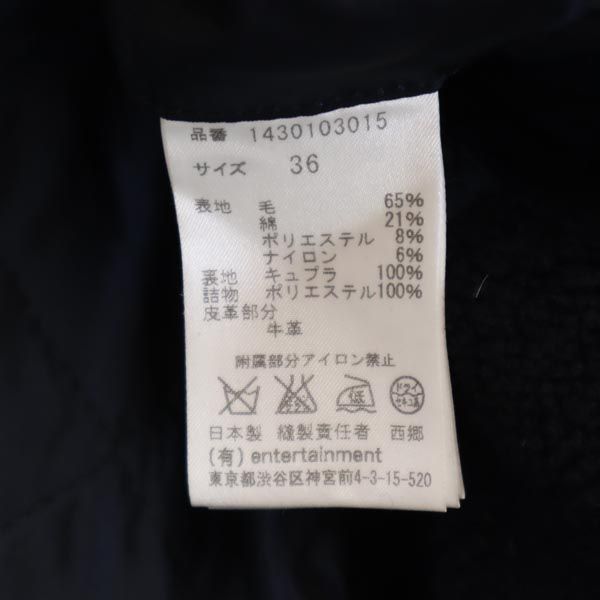 品番 1430103015
サイズ 36
表地 毛 65%
綿 21%
ポリエステル 8%
ナイロン 6%
裏地 キュプラ 100%
詰物 ポリエステル100%
皮革部分
牛革
附属部分アイロン禁止
低 ドライ セキユ系
日本製 縫製責任者 西郷
(有) entertainment
東京都渋谷区神宮前4-3-15-520